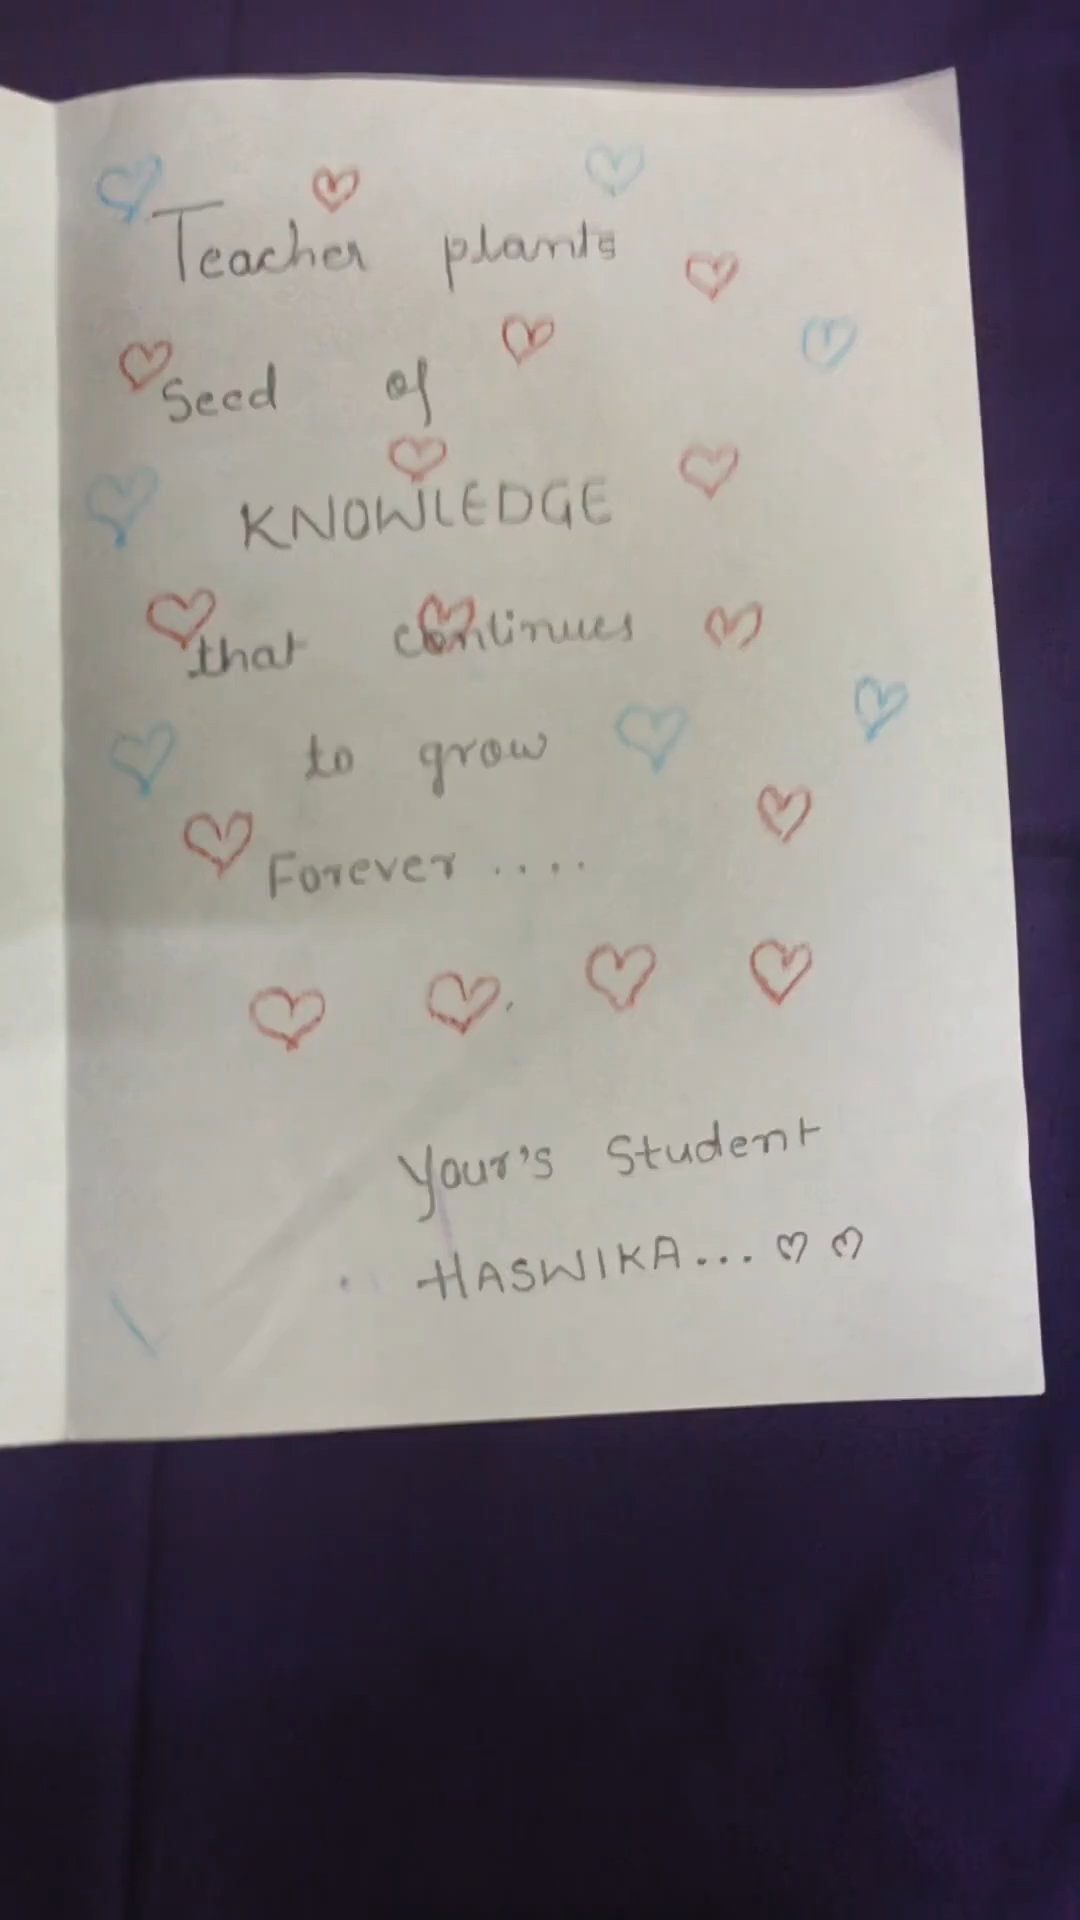 Teacher plants
Seed of
KNOWLEDGE
that continues
to grow
Forever ....
Your's Student
HASWIKA... ♡ ♡